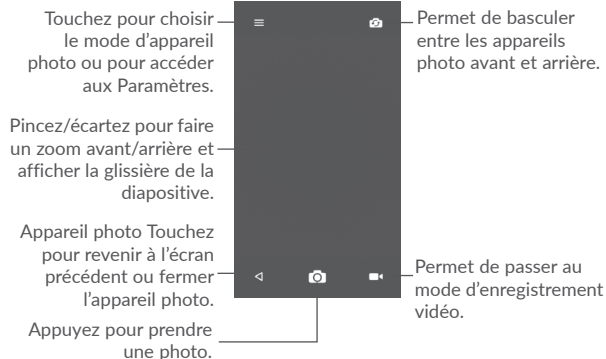 Touchez pour choisir
le mode d'appareil
photo ou pour accéder
aux Paramètres.
Permet de basculer
entre les appareils
photo avant et arrière.
Pincez/écartez pour faire
un zoom avant/arrière et
afficher la glissière de la
diapositive.
Appareil photo Touchez
pour revenir à l'écran
précédent ou fermer
l'appareil photo.
Permet de passer au
mode d'enregistrement
vidéo.
Appuyez pour prendre
une photo.